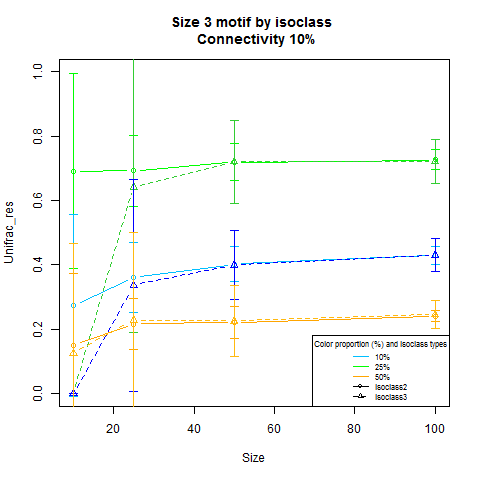 Size 3 motif by isoclass
Connectivity 10%
Unifrac_res
0.0
0.2
0.4
0.6
0.8
1.0
20
40
60
80
100
Size
Color proportion (%) and isoclass types
10%
25%
50%
Isoclass2
Isoclass3